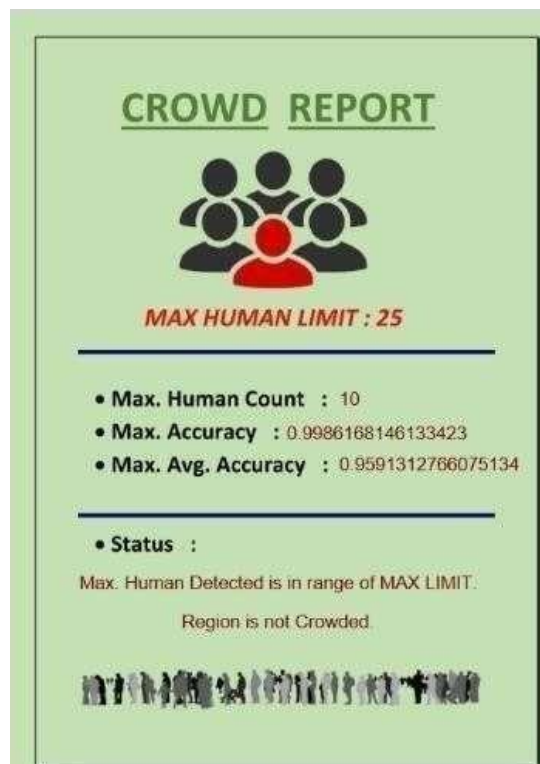 CROWD REPORT
MAX HUMAN LIMIT : 25
• Max. Human Count : 10
• Max. Accuracy : 0.9986168146133423
• Max. Avg. Accuracy : 0.9591312766075134
• Status :
Max. Human Detected is in range of MAX LIMIT.
Region is not Crowded.